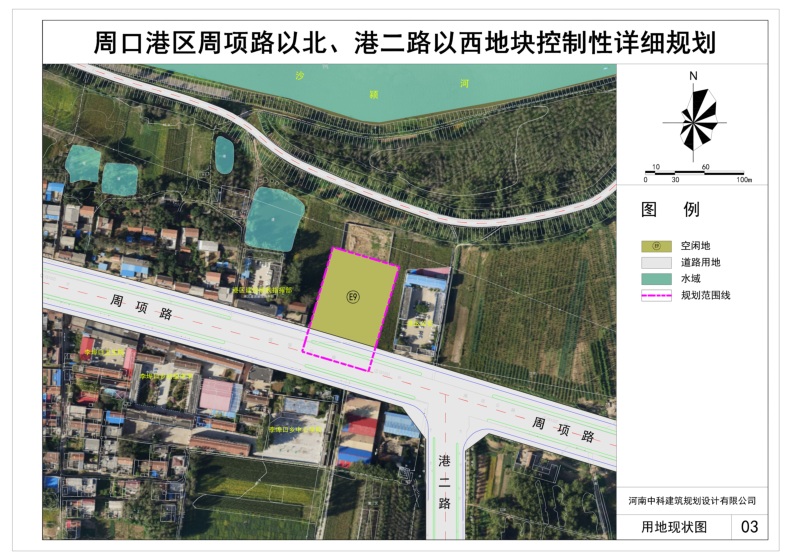 周口港区周项路以北、港二路以西地块控制性详细规划
沙
颍
河
N
10 60
0 30 100m
图 例
E9 空闲地
道路用地
水域
规划范围线
E9
周 项 路
周 项 路
港
二
路
河南中科建筑规划设计有限公司
用地现状图 03